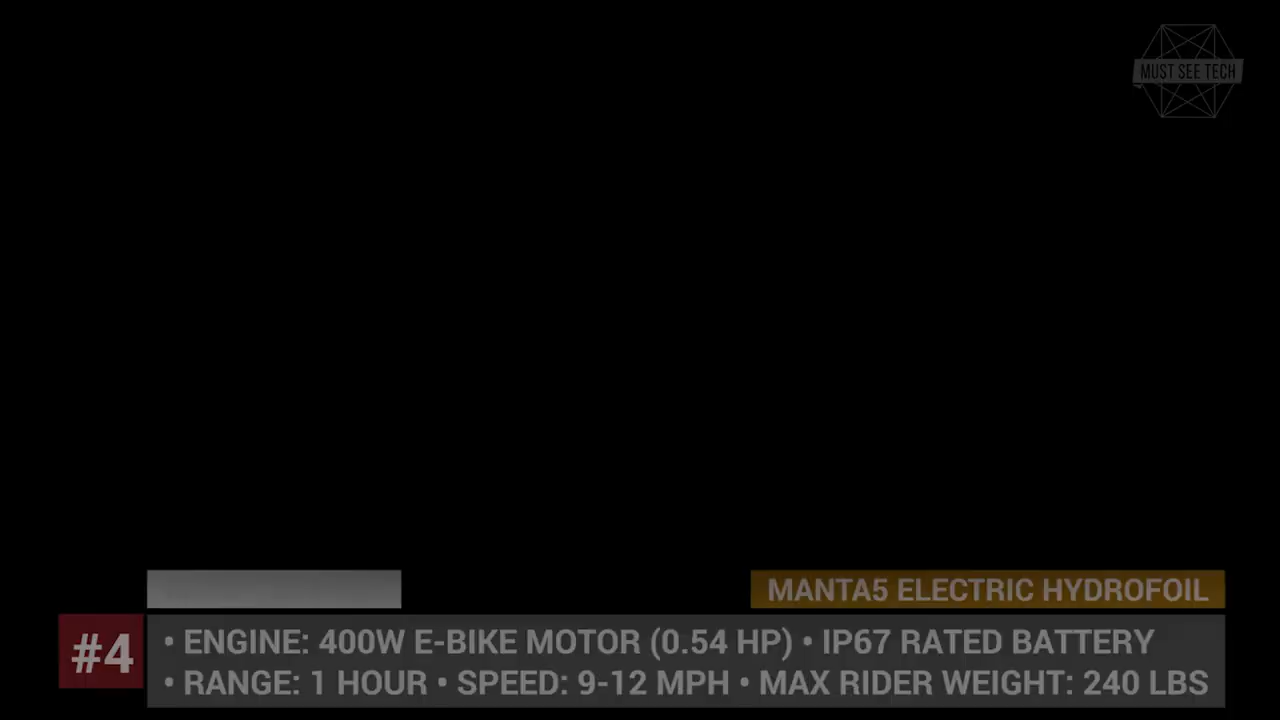 MUST SEE TECH
MANTA5 ELECTRIC HYDROFOIL
#4
• ENGINE: 400W E-BIKE MOTOR (0.54 HP) • IP67 RATED BATTERY
• RANGE: 1 HOUR • SPEED: 9-12 MPH • MAX RIDER WEIGHT: 240 LBS